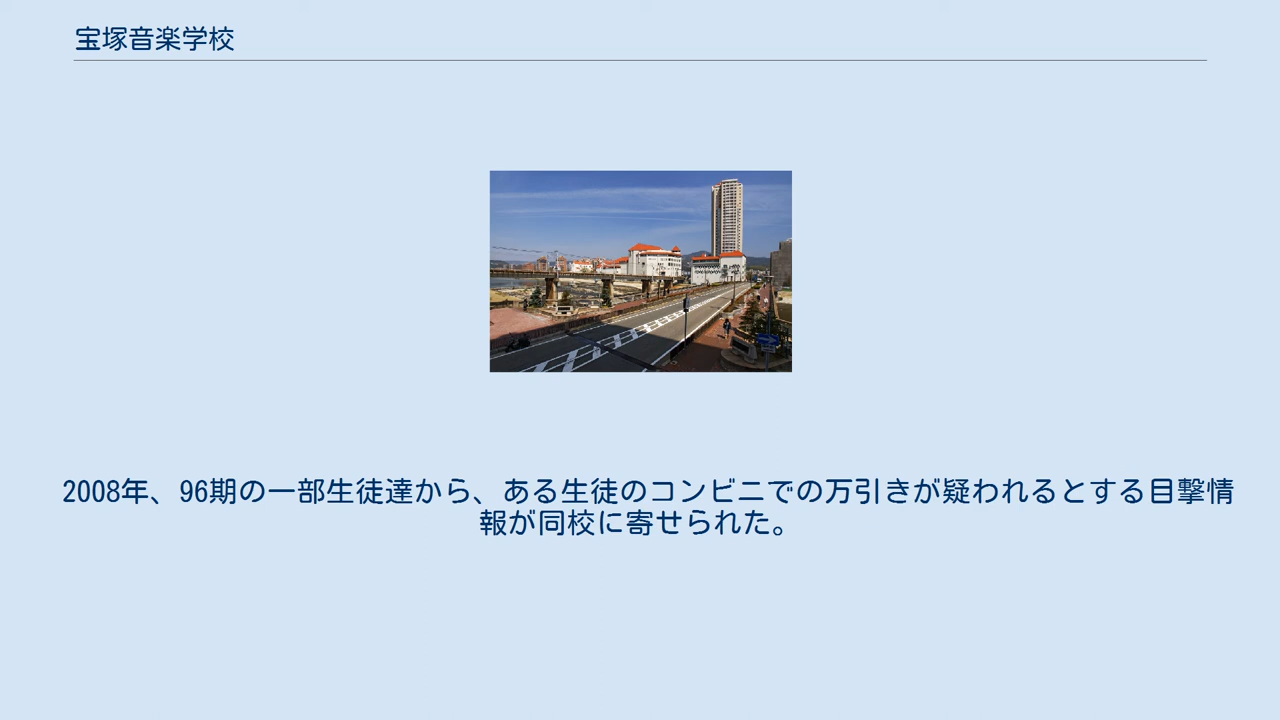 宝塚音楽学校
2008年、96期の一部生徒達から、ある生徒のコンビニでの万引きが疑われるとする目撃情
報が同校に寄せられた。